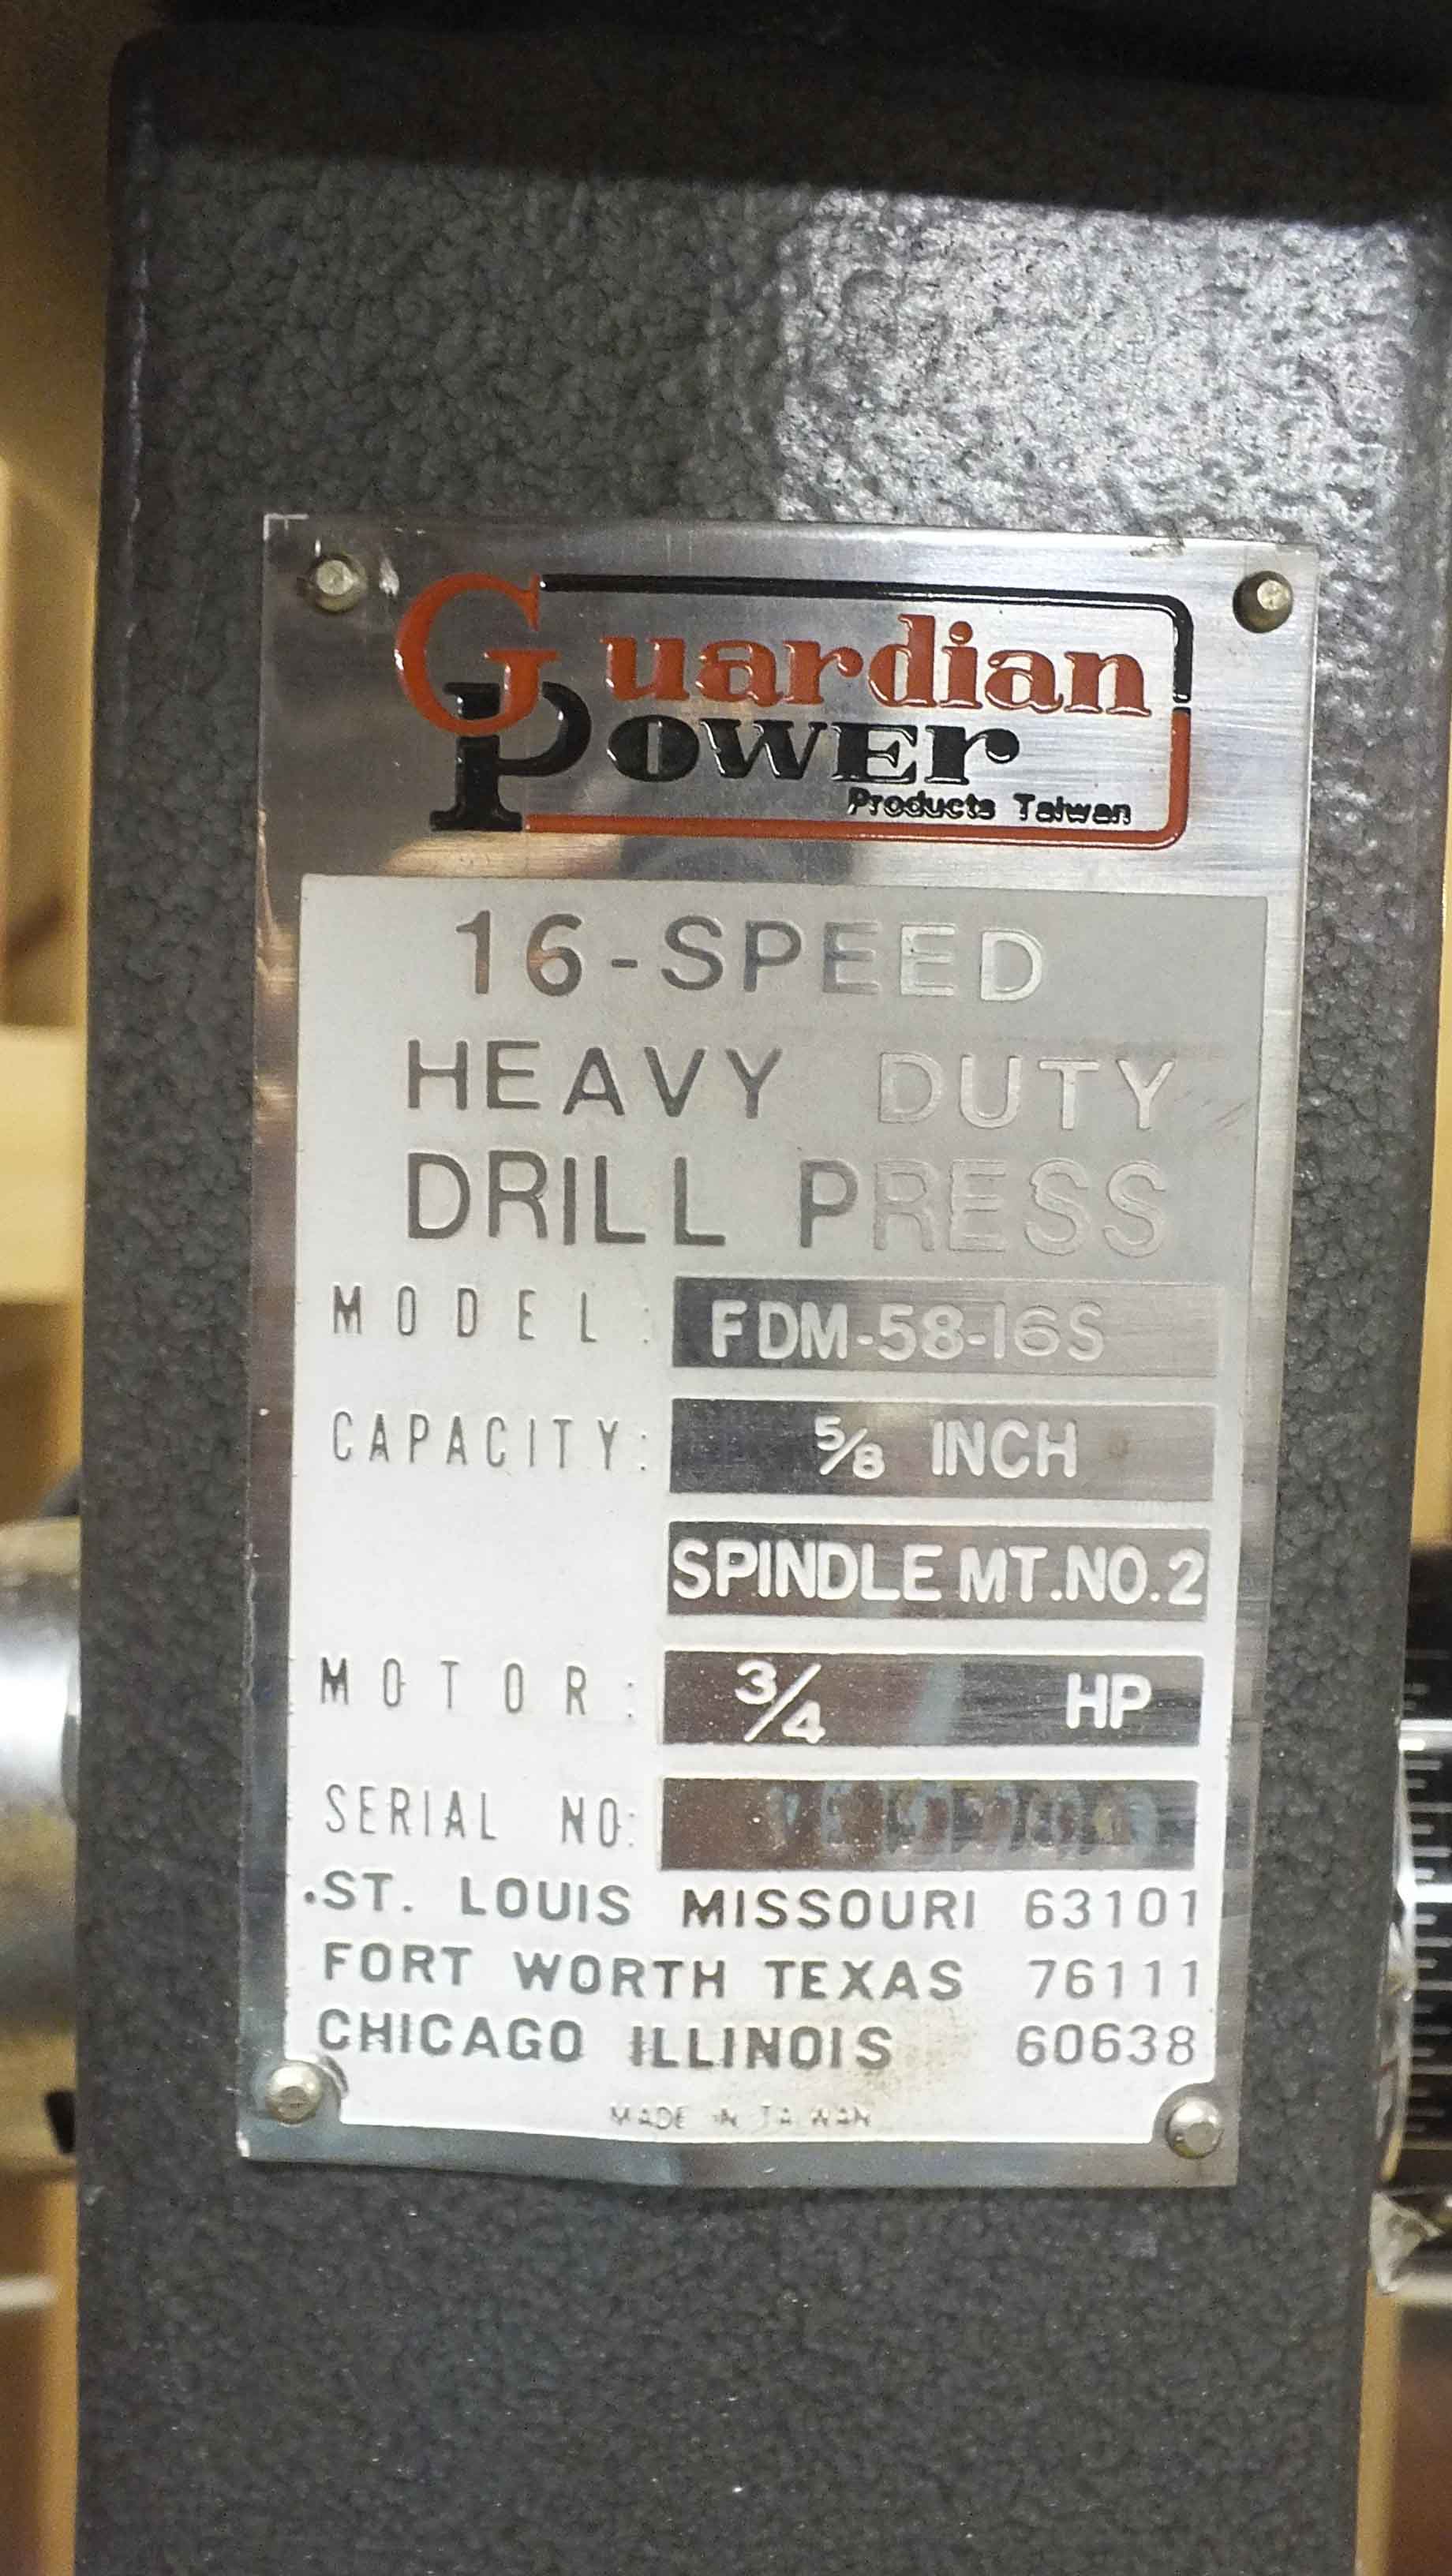 Guardian
Power
Products Taiwan
16-SPEED
HEAVY DUTY
DRILL PRESS
MODEL: FDM-58-16S
CAPACITY: 5/8 INCH
SPINDLE MT.NO.2
MOTOR: 3/4 HP
SERIAL NO:
.ST. LOUIS MISSOURI 63101
FORT WORTH TEXAS 76111
CHICAGO ILLINOIS 60638
MADE IN TAIWAN